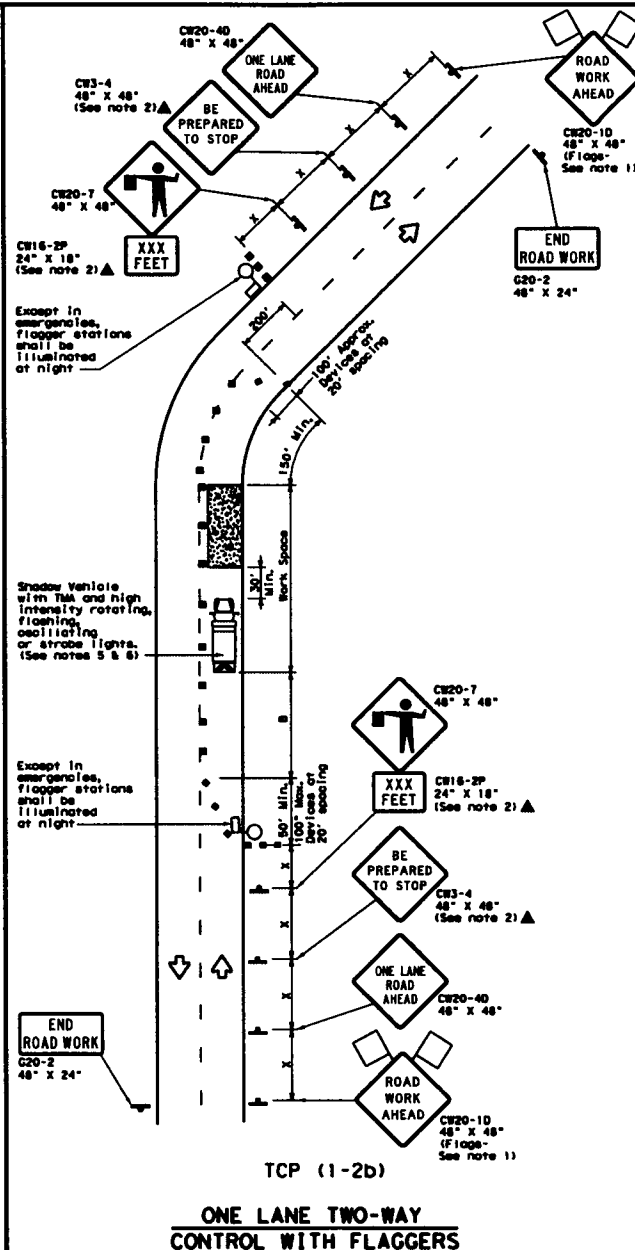 CW20-4D
48" X 48"
ONE LANE
ROAD
AHEAD
ROAD
WORK
AHEAD
CW3-4
48" X 48"
(See note 2)▲
BE
PREPARED
TO STOP
X
X
X
X
CW20-1D
48" X 48"
(Flags-
See note 1)
CW20-7
48" X 48"
XXX
FEET
CW16-2P
24" X 18"
(See note 2)▲
END
ROAD WORK
G20-2
48" X 24"
Except in
emergencies,
flagger stations
shall be
illuminated
at night
200'
100' Approx.
Devices at
20' spacing
150' Min.
Work Space
30'
Min.
Shadow Vehicle
with TMA and high
intensity rotating,
flashing,
oscillating
or strobe lights.
(See notes 5 & 6)
B
CW20-7
48" X 48"
XXX
FEET
CW16-2P
24" X 18"
(See note 2)▲
Except in
emergencies,
flagger stations
shall be
illuminated
at night
50' Min.
100' Max.
Devices at
20' spacing
X
BE
PREPARED
TO STOP
CW3-4
48" X 48"
(See note 2)▲
X
ONE LANE
ROAD
AHEAD
CW20-4D
48" X 48"
X
X
END
ROAD WORK
G20-2
48" X 24"
ROAD
WORK
AHEAD
CW20-1D
48" X 48"
(Flags-
See note 1)
TCP (1-2b)
ONE LANE TWO-WAY
CONTROL WITH FLAGGERS